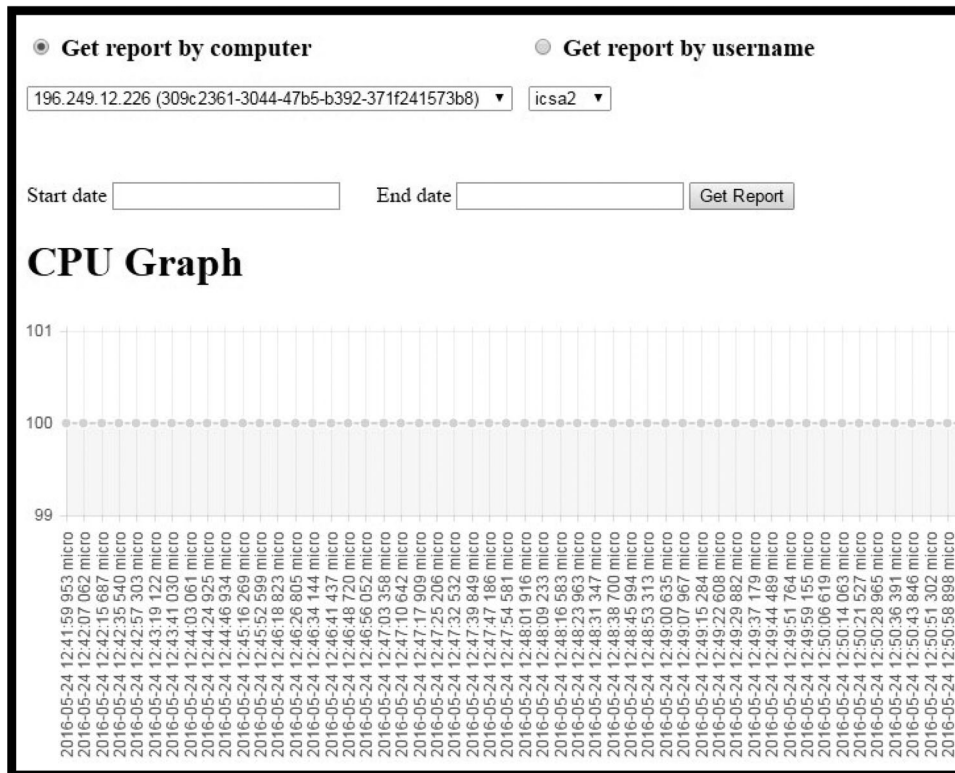 Get report by computer Get report by username
196.249.12.226 (309c2361-3044-47b5-b392-371f241573b8) icsa2
Start date End date Get Report
CPU Graph
101
100
99
2016-05-24 12:41:59 953 micro
2016-05-24 12:42:07 062 micro
2016-05-24 12:42:15 687 micro
2016-05-24 12:42:35 540 micro
2016-05-24 12:42:57 303 micro
2016-05-24 12:43:19 122 micro
2016-05-24 12:43:41 030 micro
2016-05-24 12:44:03 061 micro
2016-05-24 12:44:24 925 micro
2016-05-24 12:44:46 934 micro
2016-05-24 12:45:16 269 micro
2016-05-24 12:45:52 599 micro
2016-05-24 12:46:18 823 micro
2016-05-24 12:46:26 805 micro
2016-05-24 12:46:34 144 micro
2016-05-24 12:46:41 437 micro
2016-05-24 12:46:48 720 micro
2016-05-24 12:46:56 052 micro
2016-05-24 12:47:03 358 micro
2016-05-24 12:47:10 642 micro
2016-05-24 12:47:17 909 micro
2016-05-24 12:47:25 206 micro
2016-05-24 12:47:32 532 micro
2016-05-24 12:47:39 849 micro
2016-05-24 12:47:47 186 micro
2016-05-24 12:47:54 581 micro
2016-05-24 12:48:01 916 micro
2016-05-24 12:48:09 233 micro
2016-05-24 12:48:16 583 micro
2016-05-24 12:48:23 963 micro
2016-05-24 12:48:31 347 micro
2016-05-24 12:48:38 700 micro
2016-05-24 12:48:45 994 micro
2016-05-24 12:48:53 313 micro
2016-05-24 12:49:00 635 micro
2016-05-24 12:49:07 967 micro
2016-05-24 12:49:15 284 micro
2016-05-24 12:49:22 608 micro
2016-05-24 12:49:29 882 micro
2016-05-24 12:49:37 179 micro
2016-05-24 12:49:44 489 micro
2016-05-24 12:49:51 764 micro
2016-05-24 12:49:59 155 micro
2016-05-24 12:50:06 619 micro
2016-05-24 12:50:14 063 micro
2016-05-24 12:50:21 527 micro
2016-05-24 12:50:28 965 micro
2016-05-24 12:50:36 391 micro
2016-05-24 12:50:43 846 micro
2016-05-24 12:50:51 302 micro
2016-05-24 12:50:58 898 micro